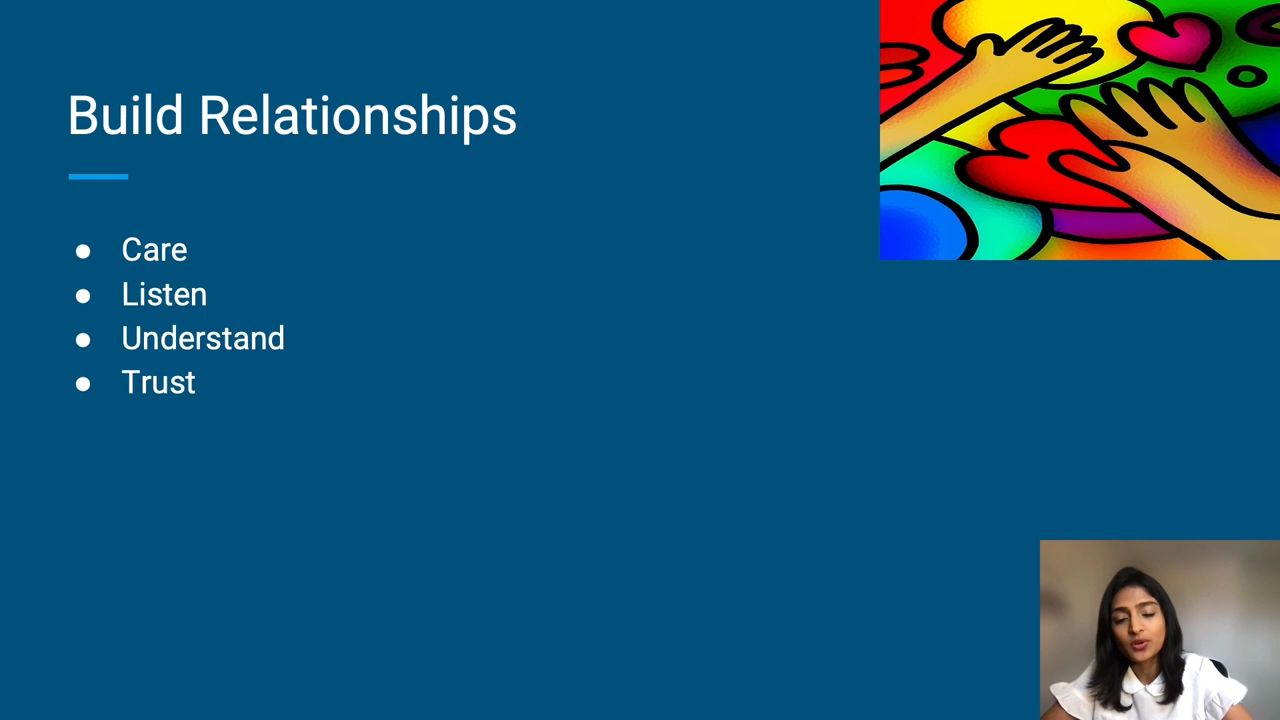 Build Relationships
● Care
● Listen
● Understand
● Trust